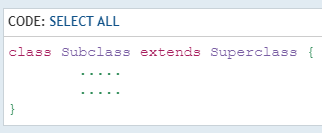 CODE: SELECT ALL
class Subclass extends Superclass {
        .....
        .....
}